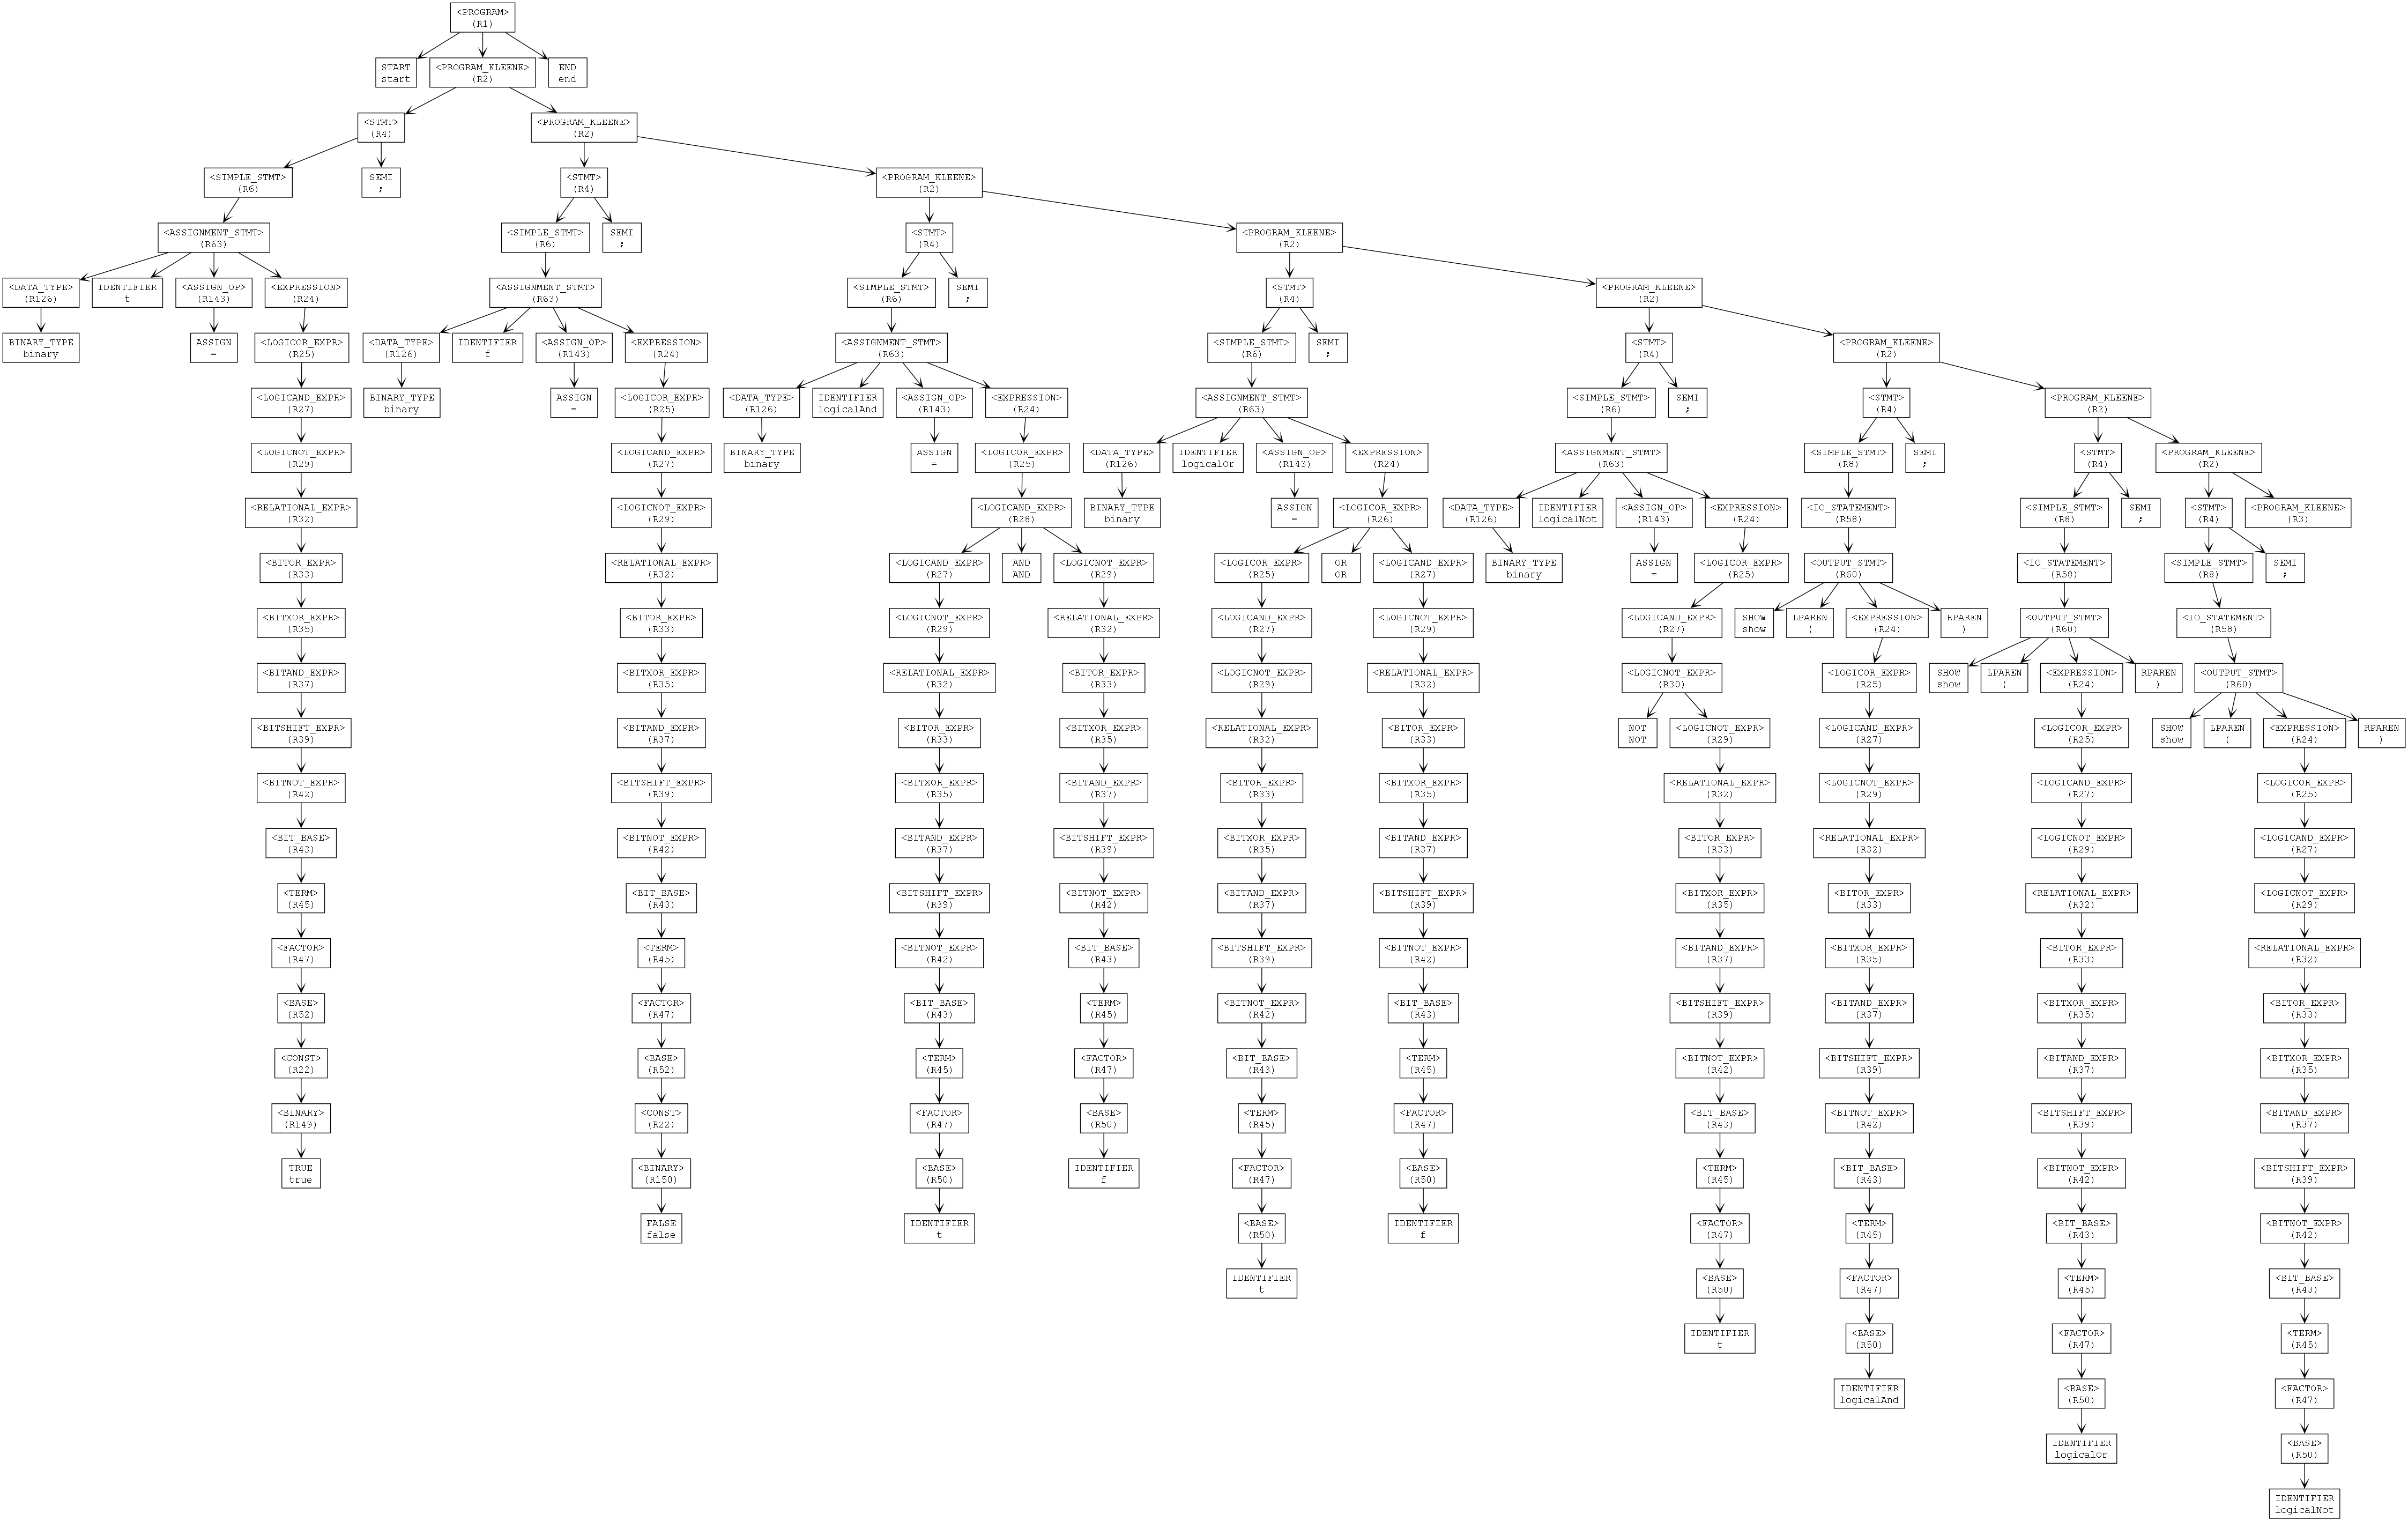 <PROGRAM>
(R1)
START <PROGRAM_KLEENE> END
start (R2) end
<STMT> <PROGRAM_KLEENE>
(R4) (R2)
<SIMPLE_STMT> SEMI <STMT> <PROGRAM_KLEENE>
(R6) ; (R4) (R2)
<ASSIGNMENT_STMT> <SIMPLE_STMT> SEMI <STMT> <PROGRAM_KLEENE>
(R63) (R6) ; (R4) (R2)
<DATA_TYPE> IDENTIFIER <ASSIGN_OP> <EXPRESSION> <ASSIGNMENT_STMT> <SIMPLE_STMT> SEMI <STMT> <PROGRAM_KLEENE>
(R126) t (R143) (R24) (R63) (R6) ; (R4) (R2)
BINARY_TYPE ASSIGN <LOGICOR_EXPR> <DATA_TYPE> IDENTIFIER <ASSIGN_OP> <EXPRESSION> <ASSIGNMENT_STMT> <SIMPLE_STMT> SEMI <STMT> <PROGRAM_KLEENE>
binary = (R25) (R126) f (R143) (R24) (R63) (R6) ; (R4) (R2)
<LOGICAND_EXPR> BINARY_TYPE ASSIGN <LOGICOR_EXPR> <DATA_TYPE> IDENTIFIER <ASSIGN_OP> <EXPRESSION> <ASSIGNMENT_STMT> <SIMPLE_STMT> SEMI <STMT> <PROGRAM_KLEENE>
(R27) binary = (R25) (R126) logicalAnd (R143) (R24) (R63) (R6) ; (R4) (R2)
<LOGICNOT_EXPR> <LOGICAND_EXPR> BINARY_TYPE ASSIGN <LOGICOR_EXPR> <DATA_TYPE> IDENTIFIER <ASSIGN_OP> <EXPRESSION> <ASSIGNMENT_STMT> <SIMPLE_STMT> SEMI <STMT> <PROGRAM_KLEENE>
(R29) (R27) binary = (R25) (R126) logicalOr (R143) (R24) (R63) (R8) ; (R4) (R2)
<RELATIONAL_EXPR> <LOGICNOT_EXPR> <LOGICAND_EXPR> BINARY_TYPE ASSIGN <LOGICOR_EXPR> <DATA_TYPE> IDENTIFIER <ASSIGN_OP> <EXPRESSION> <IO_STATEMENT> <SIMPLE_STMT> SEMI <STMT> <PROGRAM_KLEENE>
(R32) (R29) (R28) binary = (R26) (R126) logicalNot (R143) (R24) (R58) (R8) ; (R4) (R3)
<BITOR_EXPR> <RELATIONAL_EXPR> <LOGICAND_EXPR> AND <LOGICNOT_EXPR> <LOGICOR_EXPR> OR <LOGICAND_EXPR> BINARY_TYPE ASSIGN <LOGICOR_EXPR> <OUTPUT_STMT> <IO_STATEMENT> <SIMPLE_STMT> SEMI
(R33) (R32) (R27) AND (R29) (R25) OR (R27) binary = (R25) (R60) (R58) (R8) ;
<BITXOR_EXPR> <BITOR_EXPR> <LOGICNOT_EXPR> <RELATIONAL_EXPR> <LOGICAND_EXPR> <LOGICNOT_EXPR> <LOGICAND_EXPR> SHOW LPAREN <EXPRESSION> RPAREN <OUTPUT_STMT> <IO_STATEMENT>
(R35) (R33) (R29) (R32) (R27) (R29) (R27) show ( (R24) ) (R60) (R58)
<BITAND_EXPR> <BITXOR_EXPR> <RELATIONAL_EXPR> <BITOR_EXPR> <LOGICNOT_EXPR> <RELATIONAL_EXPR> <LOGICNOT_EXPR> <LOGICOR_EXPR> SHOW LPAREN <EXPRESSION> RPAREN <OUTPUT_STMT>
(R37) (R35) (R32) (R33) (R29) (R32) (R30) (R25) show ( (R24) ) (R60)
<BITSHIFT_EXPR> <BITAND_EXPR> <BITOR_EXPR> <BITXOR_EXPR> <RELATIONAL_EXPR> <BITOR_EXPR> NOT <LOGICNOT_EXPR> <LOGICAND_EXPR> <LOGICOR_EXPR> SHOW LPAREN <EXPRESSION> RPAREN
(R39) (R37) (R33) (R35) (R32) (R33) NOT (R29) (R27) (R25) show ( (R24) )
<BITNOT_EXPR> <BITSHIFT_EXPR> <BITXOR_EXPR> <BITAND_EXPR> <BITOR_EXPR> <BITXOR_EXPR> <RELATIONAL_EXPR> <LOGICNOT_EXPR> <LOGICAND_EXPR> <LOGICOR_EXPR>
(R42) (R39) (R35) (R37) (R33) (R35) (R32) (R29) (R27) (R25)
<BIT_BASE> <BITNOT_EXPR> <BITAND_EXPR> <BITSHIFT_EXPR> <BITXOR_EXPR> <BITAND_EXPR> <BITOR_EXPR> <RELATIONAL_EXPR> <LOGICNOT_EXPR> <LOGICAND_EXPR>
(R43) (R42) (R37) (R39) (R35) (R37) (R33) (R32) (R29) (R27)
<TERM> <BIT_BASE> <BITSHIFT_EXPR> <BITNOT_EXPR> <BITAND_EXPR> <BITSHIFT_EXPR> <BITXOR_EXPR> <BITOR_EXPR> <RELATIONAL_EXPR> <LOGICNOT_EXPR>
(R45) (R43) (R39) (R42) (R37) (R39) (R35) (R33) (R32) (R29)
<FACTOR> <TERM> <BITNOT_EXPR> <BIT_BASE> <BITSHIFT_EXPR> <BITNOT_EXPR> <BITAND_EXPR> <BITXOR_EXPR> <BITOR_EXPR> <RELATIONAL_EXPR>
(R47) (R45) (R42) (R43) (R39) (R42) (R37) (R35) (R33) (R32)
<BASE> <FACTOR> <BIT_BASE> <TERM> <BITNOT_EXPR> <BIT_BASE> <BITSHIFT_EXPR> <BITAND_EXPR> <BITXOR_EXPR> <BITOR_EXPR>
(R52) (R47) (R43) (R45) (R42) (R43) (R39) (R37) (R35) (R33)
<CONST> <BASE> <TERM> <FACTOR> <BIT_BASE> <TERM> <BITNOT_EXPR> <BITSHIFT_EXPR> <BITAND_EXPR> <BITXOR_EXPR>
(R22) (R52) (R45) (R47) (R43) (R45) (R42) (R39) (R37) (R35)
<BINARY> <CONST> <FACTOR> <BASE> <TERM> <FACTOR> <BIT_BASE> <BITNOT_EXPR> <BITSHIFT_EXPR> <BITAND_EXPR>
(R149) (R22) (R47) (R50) (R45) (R47) (R43) (R42) (R39) (R37)
TRUE <BINARY> <BASE> IDENTIFIER <FACTOR> <BASE> <TERM> <BIT_BASE> <BITNOT_EXPR> <BITSHIFT_EXPR>
true (R150) (R50) f (R47) (R50) (R45) (R43) (R42) (R39)
FALSE IDENTIFIER <BASE> IDENTIFIER <FACTOR> <TERM> <BIT_BASE> <BITNOT_EXPR>
false t (R50) f (R47) (R45) (R43) (R42)
IDENTIFIER <BASE> <FACTOR> <TERM> <BIT_BASE>
t (R50) (R47) (R45) (R43)
IDENTIFIER <BASE> <FACTOR> <TERM>
t (R50) (R47) (R45)
IDENTIFIER <BASE> <FACTOR>
logicalAnd (R50) (R47)
IDENTIFIER <BASE>
logicalOr (R50)
IDENTIFIER
logicalNot